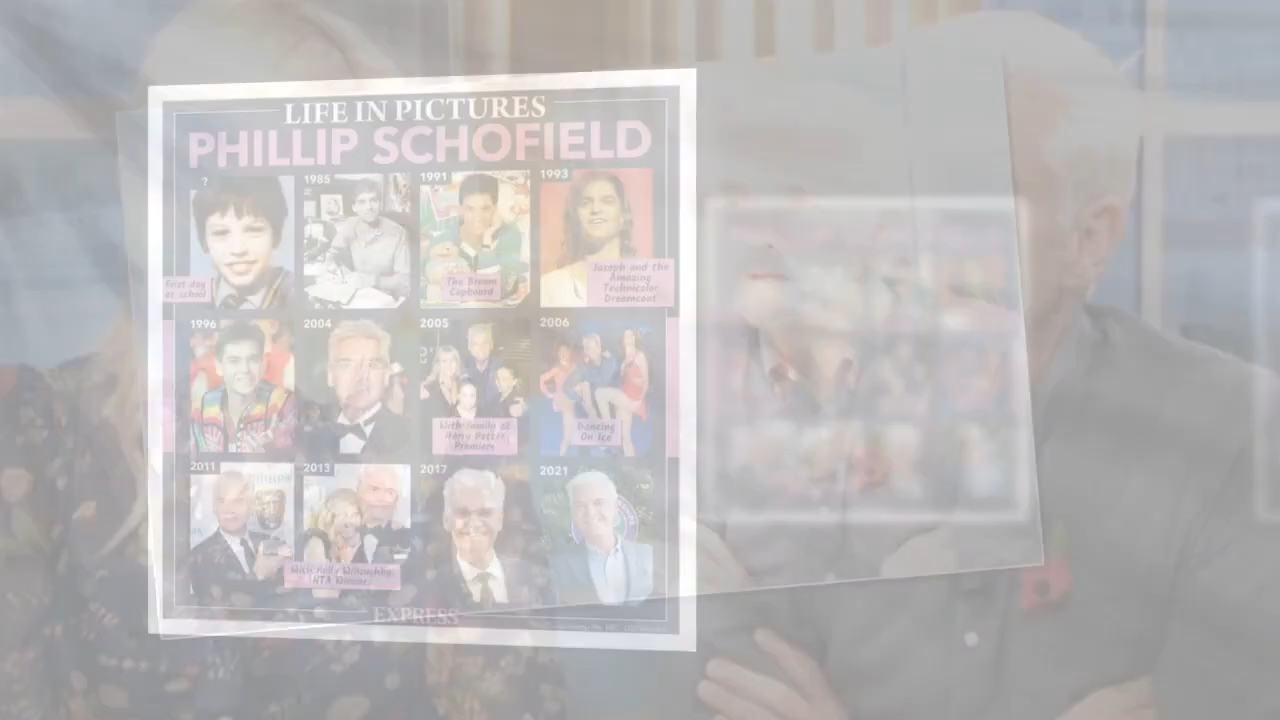 LIFE IN PICTURES
PHILLIP SCHOFIELD
?
1985
1991
1993
First day
at school
The Broom
Cupboard
Joseph and the
Amazing
Technicolor
Dreamcoat
1996
2004
2005
2006
With family at
Harry Potter
Premiere
Dancing
On Ice
2011
2013
2017
2021
With Holly Willoughby,
NTA Winner
EXPRESS